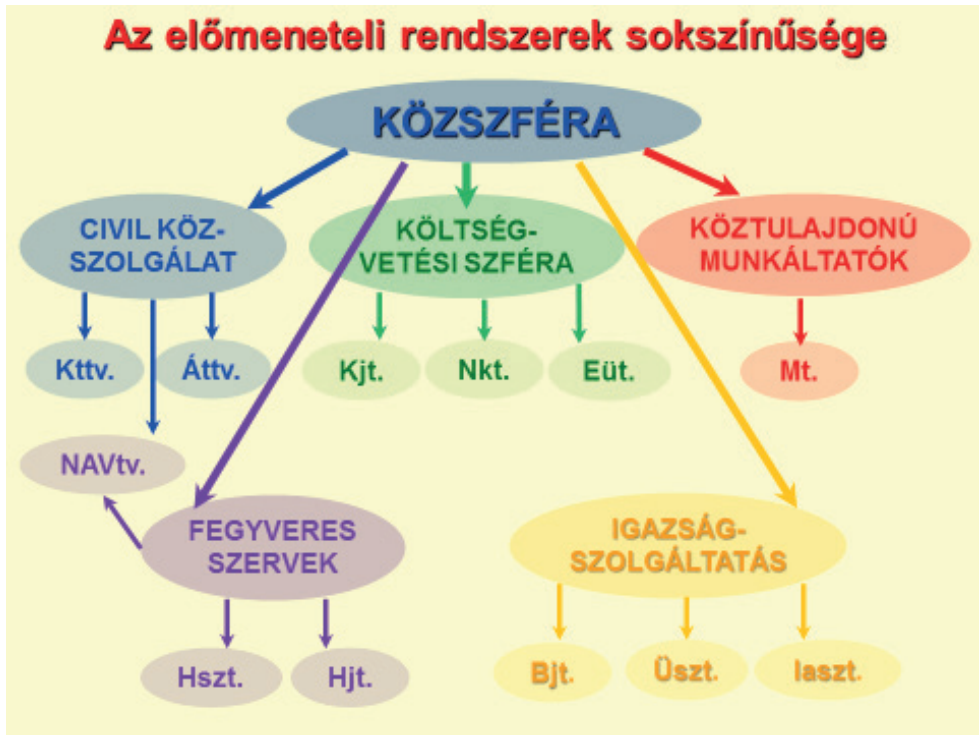 Az előmeneteli rendszerek sokszínűsége
KÖZSZFÉRA
CIVIL KÖZ-
SZOLGÁLAT
KÖLTSÉG-
VETÉSI SZFÉRA
KÖZTULAJDONÚ
MUNKÁLTATÓK
Kttv.
Áttv.
Kjt.
Nkt.
Eüt.
Mt.
NAVtv.
FEGYVERES
SZERVEK
IGAZSÁG-
SZOLGÁLTATÁS
Hszt.
Hjt.
Bjt.
Üszt.
Iaszt.